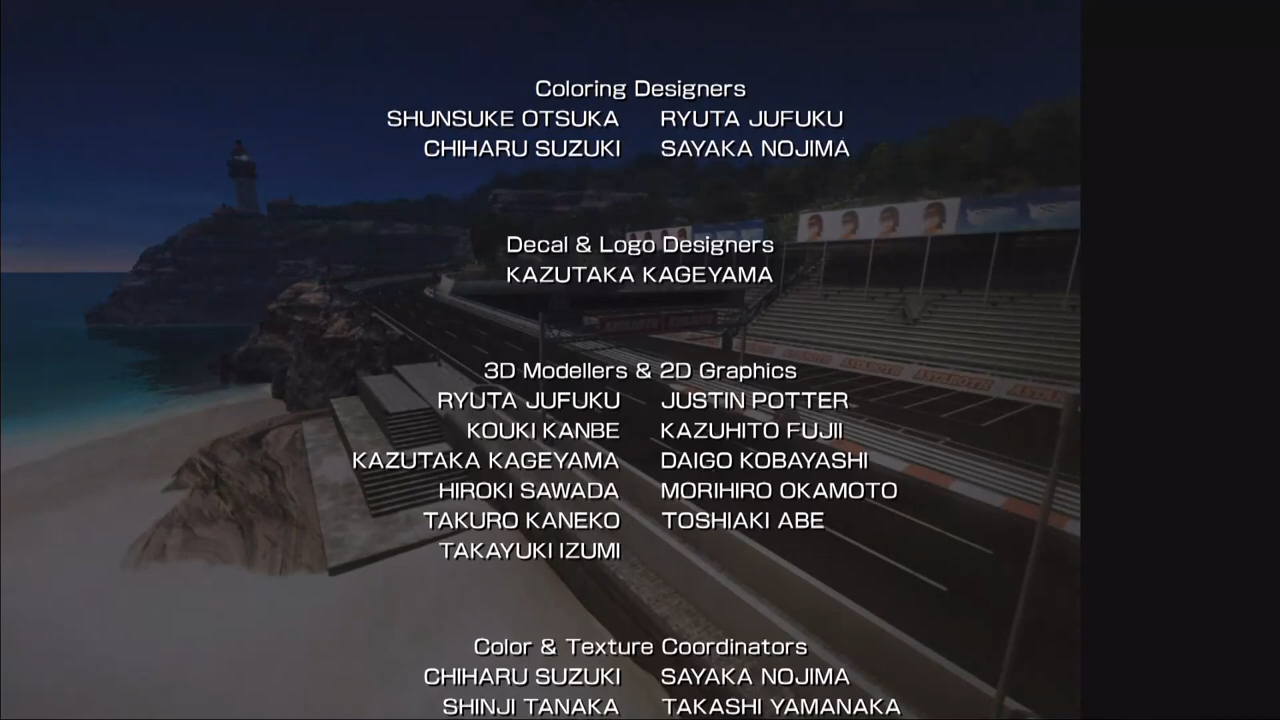 Coloring Designers
SHUNSUKE OTSUKA RYUTA JUFUKU
CHIHARU SUZUKI SAYAKA NOJIMA
Decal & Logo Designers
KAZUTAKA KAGEYAMA
3D Modellers & 2D Graphics
RYUTA JUFUKU JUSTIN POTTER
KOUKI KANBE KAZUHITO FUJII
KAZUTAKA KAGEYAMA DAIGO KOBAYASHI
HIROKI SAWADA MORIHIRO OKAMOTO
TAKURO KANEKO TOSHIAKI ABE
TAKAYUKI IZUMI
Color & Texture Coordinators
CHIHARU SUZUKI SAYAKA NOJIMA
SHINJI TANAKA TAKASHI YAMANAKA